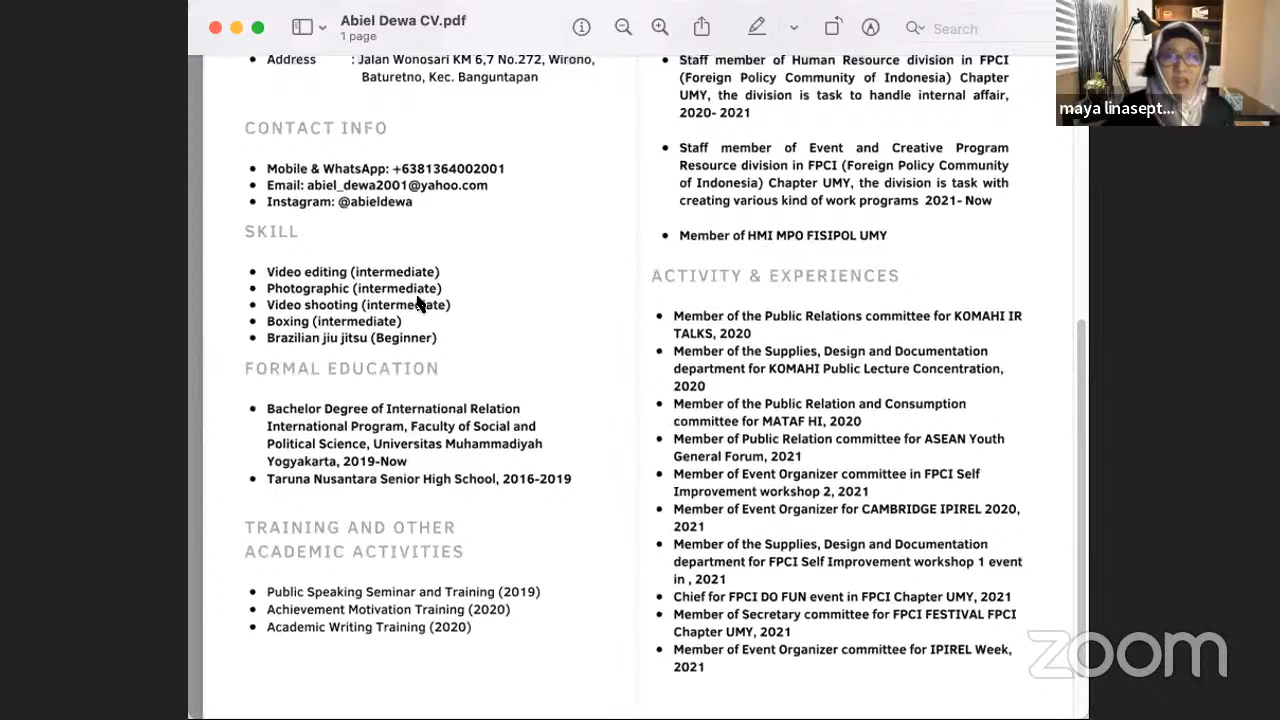 Abiel Dewa CV.pdf
1 page
Search
maya linasept...
Address : Jalan Wonosari KM 6,7 No.272, Wirono,
Baturetno, Kec. Banguntapan
CONTACT INFO
Mobile & WhatsApp: +6381364002001
Email: abiel_dewa2001@yahoo.com
Instagram: @abieldewa
SKILL
Video editing (intermediate)
Photographic (intermediate)
Video shooting (intermediate)
Boxing (intermediate)
Brazilian jiu jitsu (Beginner)
FORMAL EDUCATION
Bachelor Degree of International Relation
International Program, Faculty of Social and
Political Science, Universitas Muhammadiyah
Yogyakarta, 2019-Now
Taruna Nusantara Senior High School, 2016-2019
TRAINING AND OTHER
ACADEMIC ACTIVITIES
Public Speaking Seminar and Training (2019)
Achievement Motivation Training (2020)
Academic Writing Training (2020)
Staff member of Human Resource division in FPCI
(Foreign Policy Community of Indonesia) Chapter
UMY, the division is task to handle internal affair,
2020- 2021
Staff member of Event and Creative Program
Resource division in FPCI (Foreign Policy Community
of Indonesia) Chapter UMY, the division is task with
creating various kind of work programs 2021- Now
Member of HMI MPO FISIPOL UMY
ACTIVITY & EXPERIENCES
Member of the Public Relations committee for KOMAHI IR
TALKS, 2020
Member of the Supplies, Design and Documentation
department for KOMAHI Public Lecture Concentration,
2020
Member of the Public Relation and Consumption
committee for MATAF HI, 2020
Member of Public Relation committee for ASEAN Youth
General Forum, 2021
Member of Event Organizer committee in FPCI Self
Improvement workshop 2, 2021
Member of Event Organizer for CAMBRIDGE IPIREL 2020,
2021
Member of the Supplies, Design and Documentation
department for FPCI Self Improvement workshop 1 event
in , 2021
Chief for FPCI DO FUN event in FPCI Chapter UMY, 2021
Member of Secretary committee for FPCI FESTIVAL FPCI
Chapter UMY, 2021
Member of Event Organizer committee for IPIREL Week,
2021
zoom